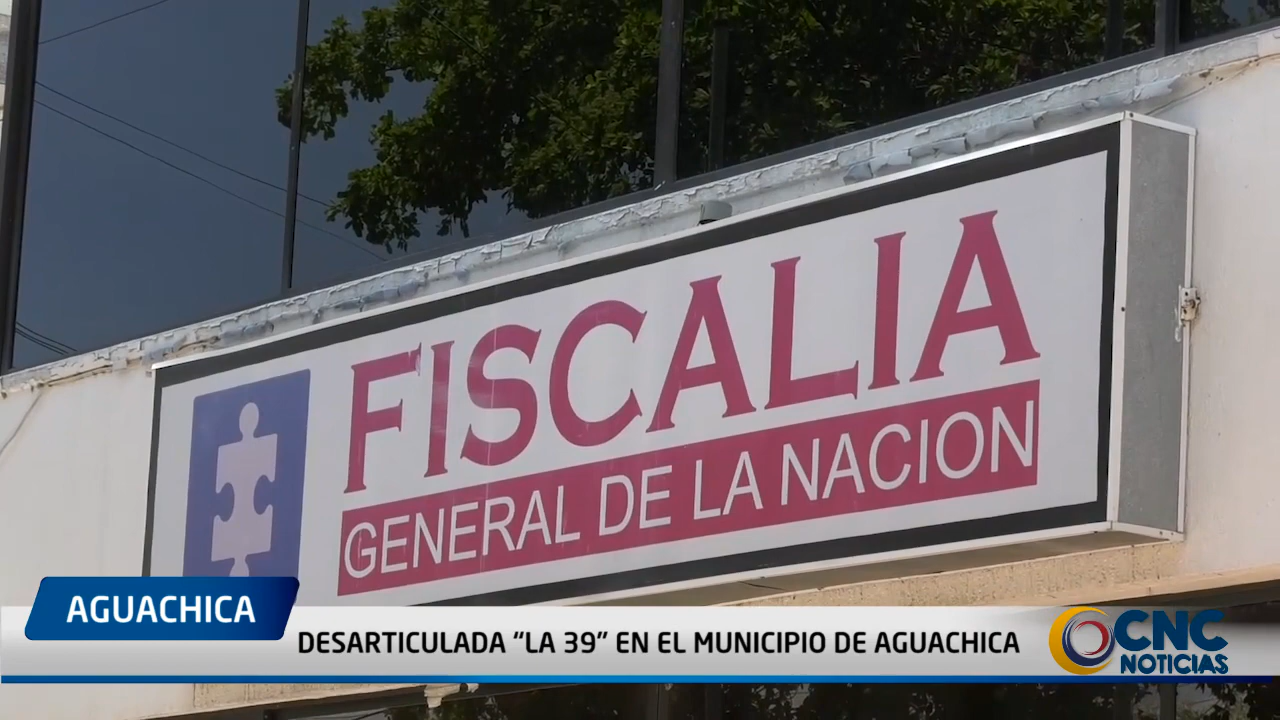 FISCALIA
GENERAL DE LA NACION
AGUACHICA
DESARTICULADA “LA 39” EN EL MUNICIPIO DE AGUACHICA
CNC
NOTICIAS